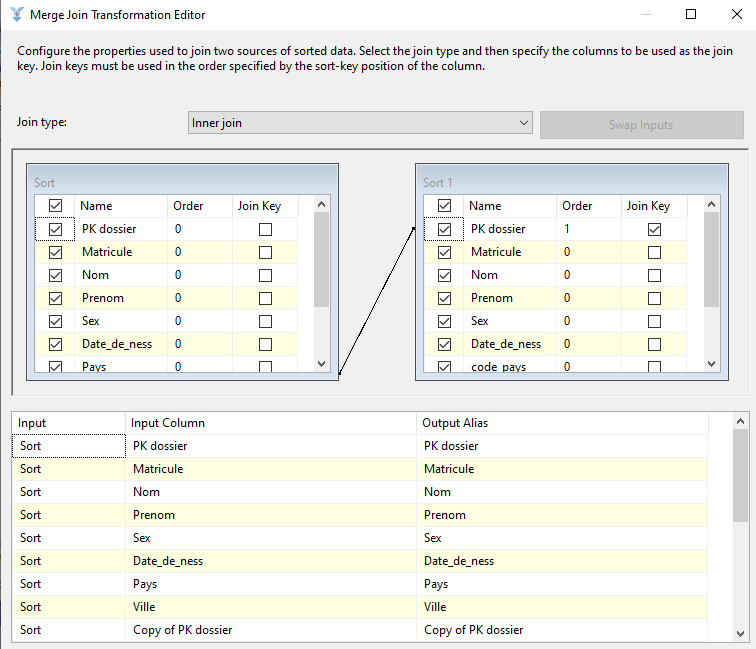 Merge Join Transformation Editor
Configure the properties used to join two sources of sorted data. Select the join type and then specify the columns to be used as the join
key. Join keys must be used in the order specified by the sort-key position of the column.
Join type: Inner join Swap Inputs
Sort
Name Order Join Key
PK dossier 0
Matricule 0
Nom 0
Prenom 0
Sex 0
Date_de_ness 0
Pays 0
Sort 1
Name Order Join Key
PK dossier 1
Matricule 0
Nom 0
Prenom 0
Sex 0
Date_de_ness 0
code_pays 0
Input Input Column Output Alias
Sort PK dossier PK dossier
Sort Matricule Matricule
Sort Nom Nom
Sort Prenom Prenom
Sort Sex Sex
Sort Date_de_ness Date_de_ness
Sort Pays Pays
Sort Ville Ville
Sort Copy of PK dossier Copy of PK dossier